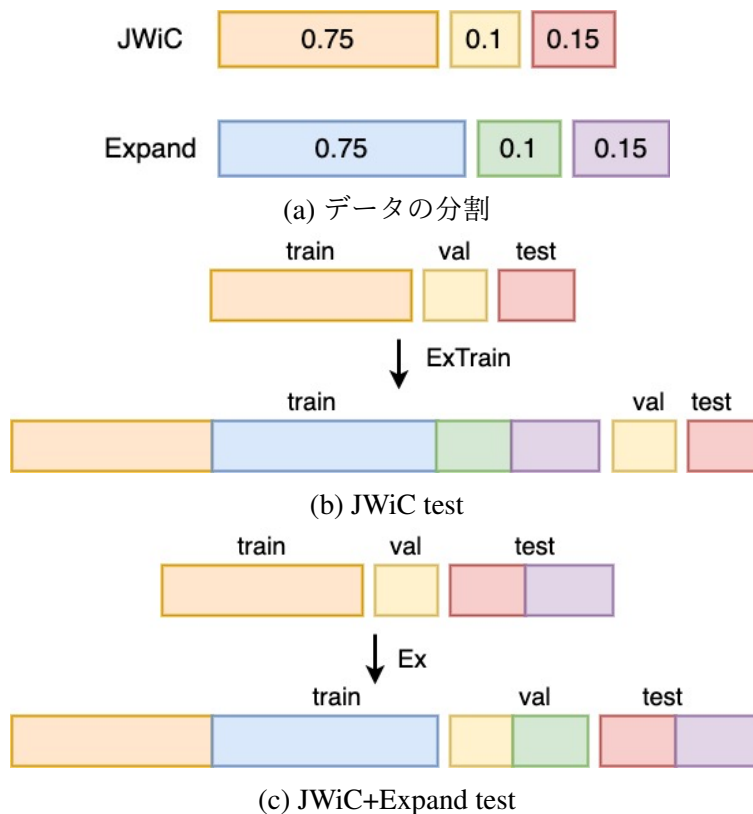 JWiC 0.75 0.1 0.15
Expand 0.75 0.1 0.15
(a) データの分割
train val test
ExTrain
train val test
(b) JWiC test
train val test
Ex
train val test
(c) JWiC+Expand test